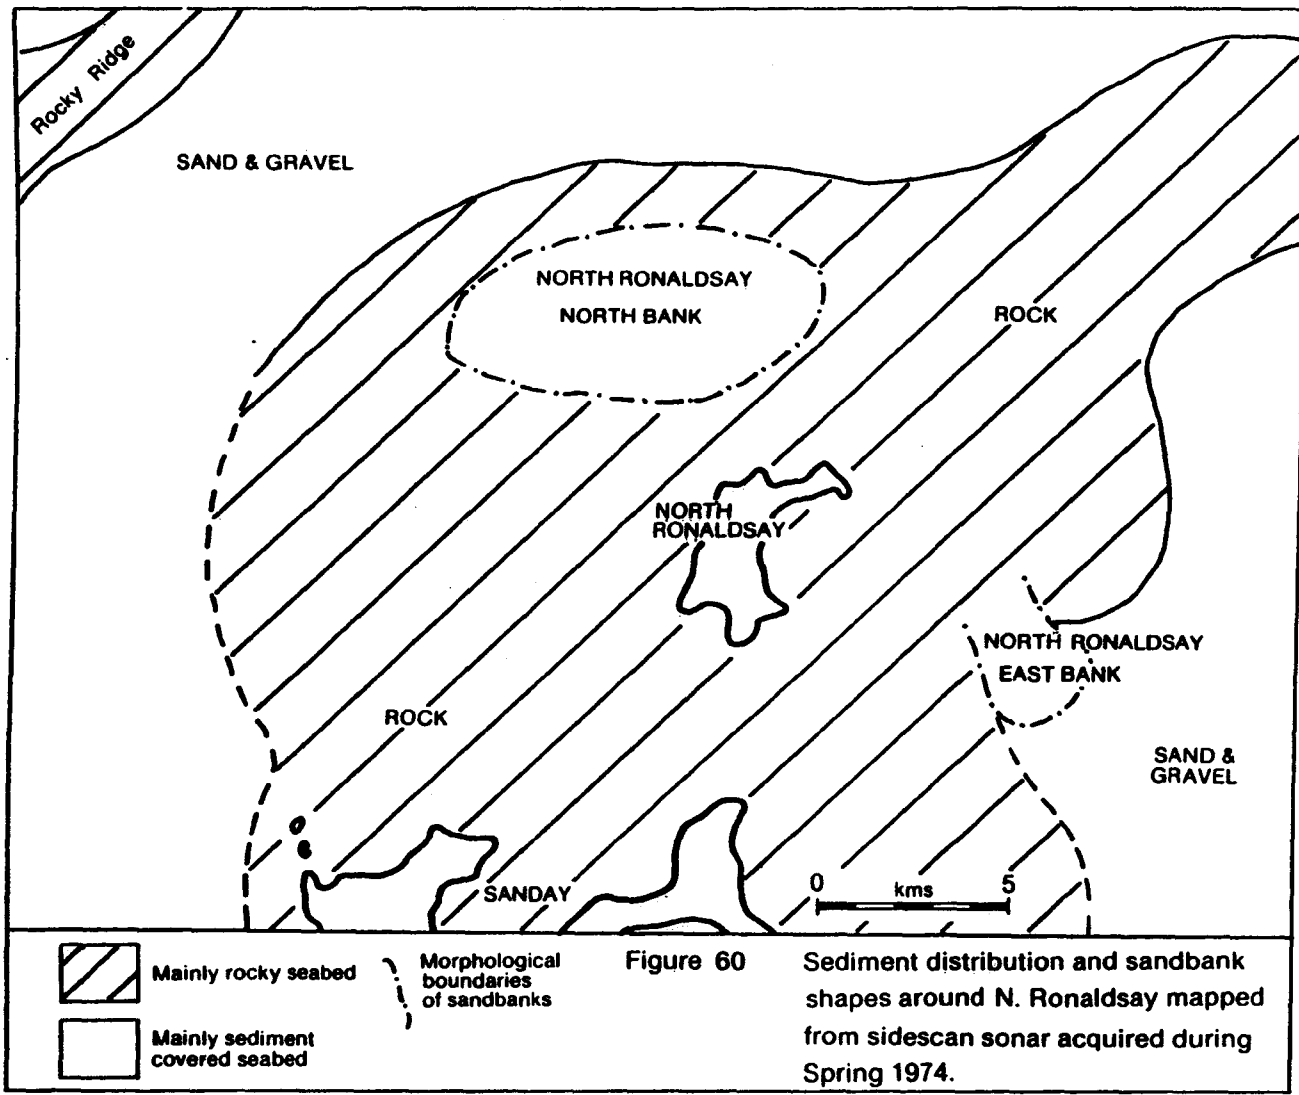 Rocky Ridge
SAND & GRAVEL
NORTH RONALDSAY
NORTH BANK
ROCK
NORTH
RONALDSAY
NORTH RONALDSAY
EAST BANK
ROCK
SAND &
GRAVEL
SANDAY
0 kms 5
Mainly rocky seabed
Mainly sediment
covered seabed
Morphological
boundaries
of sandbanks
Figure 60
Sediment distribution and sandbank
shapes around N. Ronaldsay mapped
from sidescan sonar acquired during
Spring 1974.